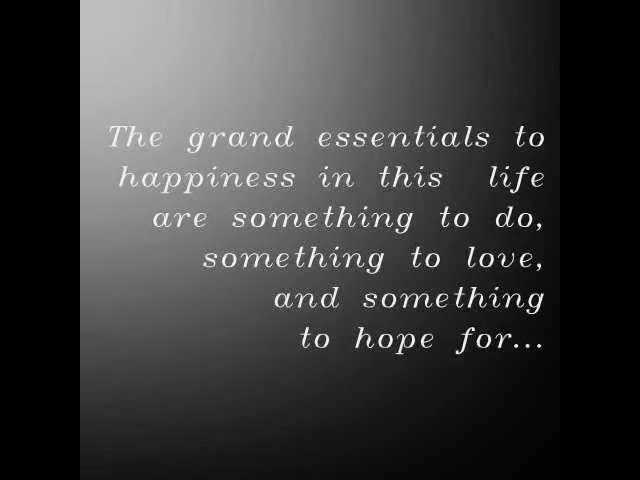 The grand essentials to
happiness in this life
are something to do,
something to love,
and something
to hope for...